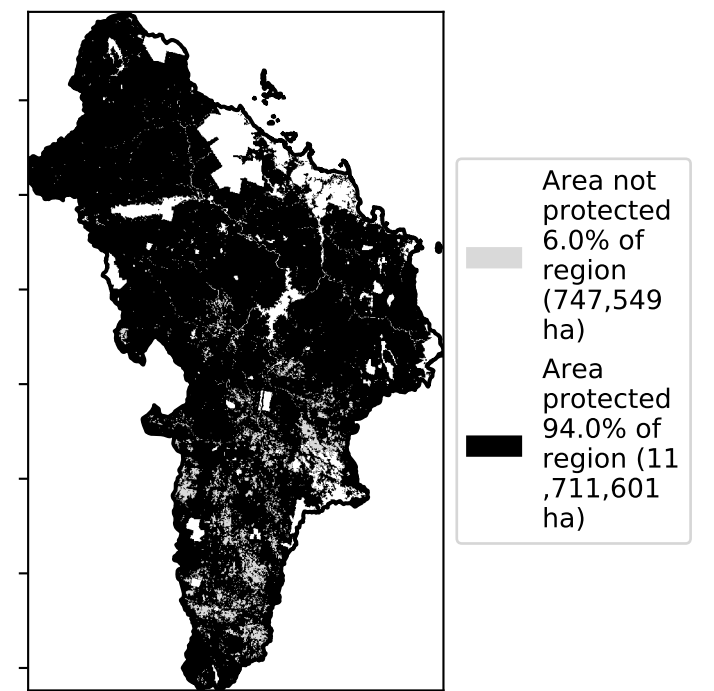 Area not
protected
6.0% of
region
(747,549
ha)
Area
protected
94.0% of
region (11
,711,601
ha)